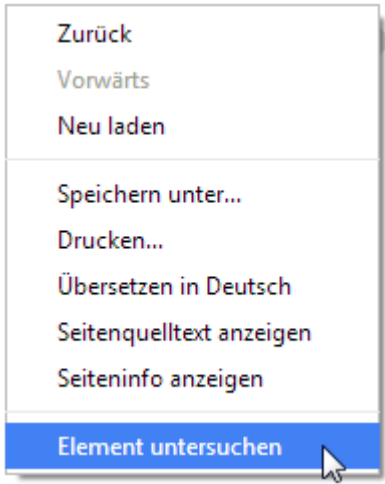 Zurück
Vorwärts
Neu laden
Speichern unter...
Drucken...
Übersetzen in Deutsch
Seitenquelltext anzeigen
Seiteninfo anzeigen
Element untersuchen